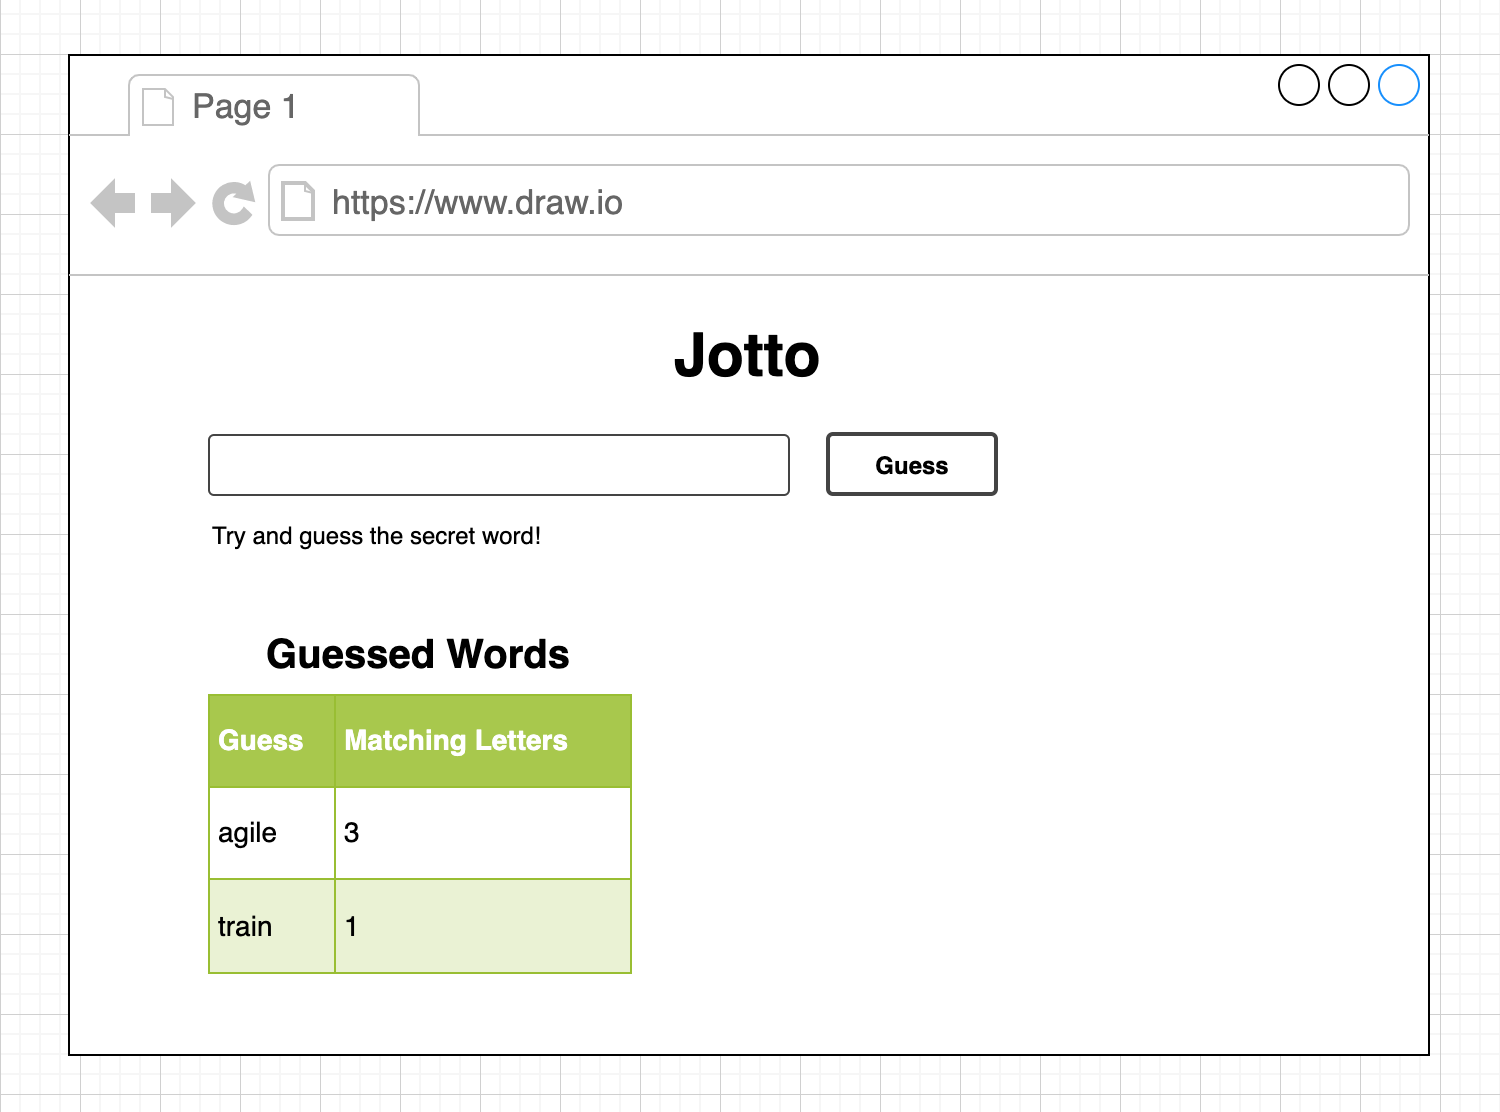 Page 1
https://www.draw.io
Jotto
Guess
Try and guess the secret word!
Guessed Words
Guess Matching Letters
agile 3
train 1